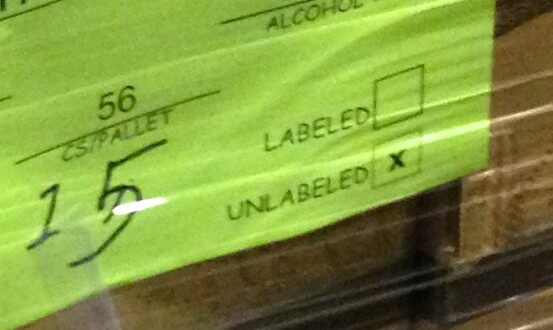 ALCOHOL
56
CS/PALLET
LABELED
15
UNLABELED X